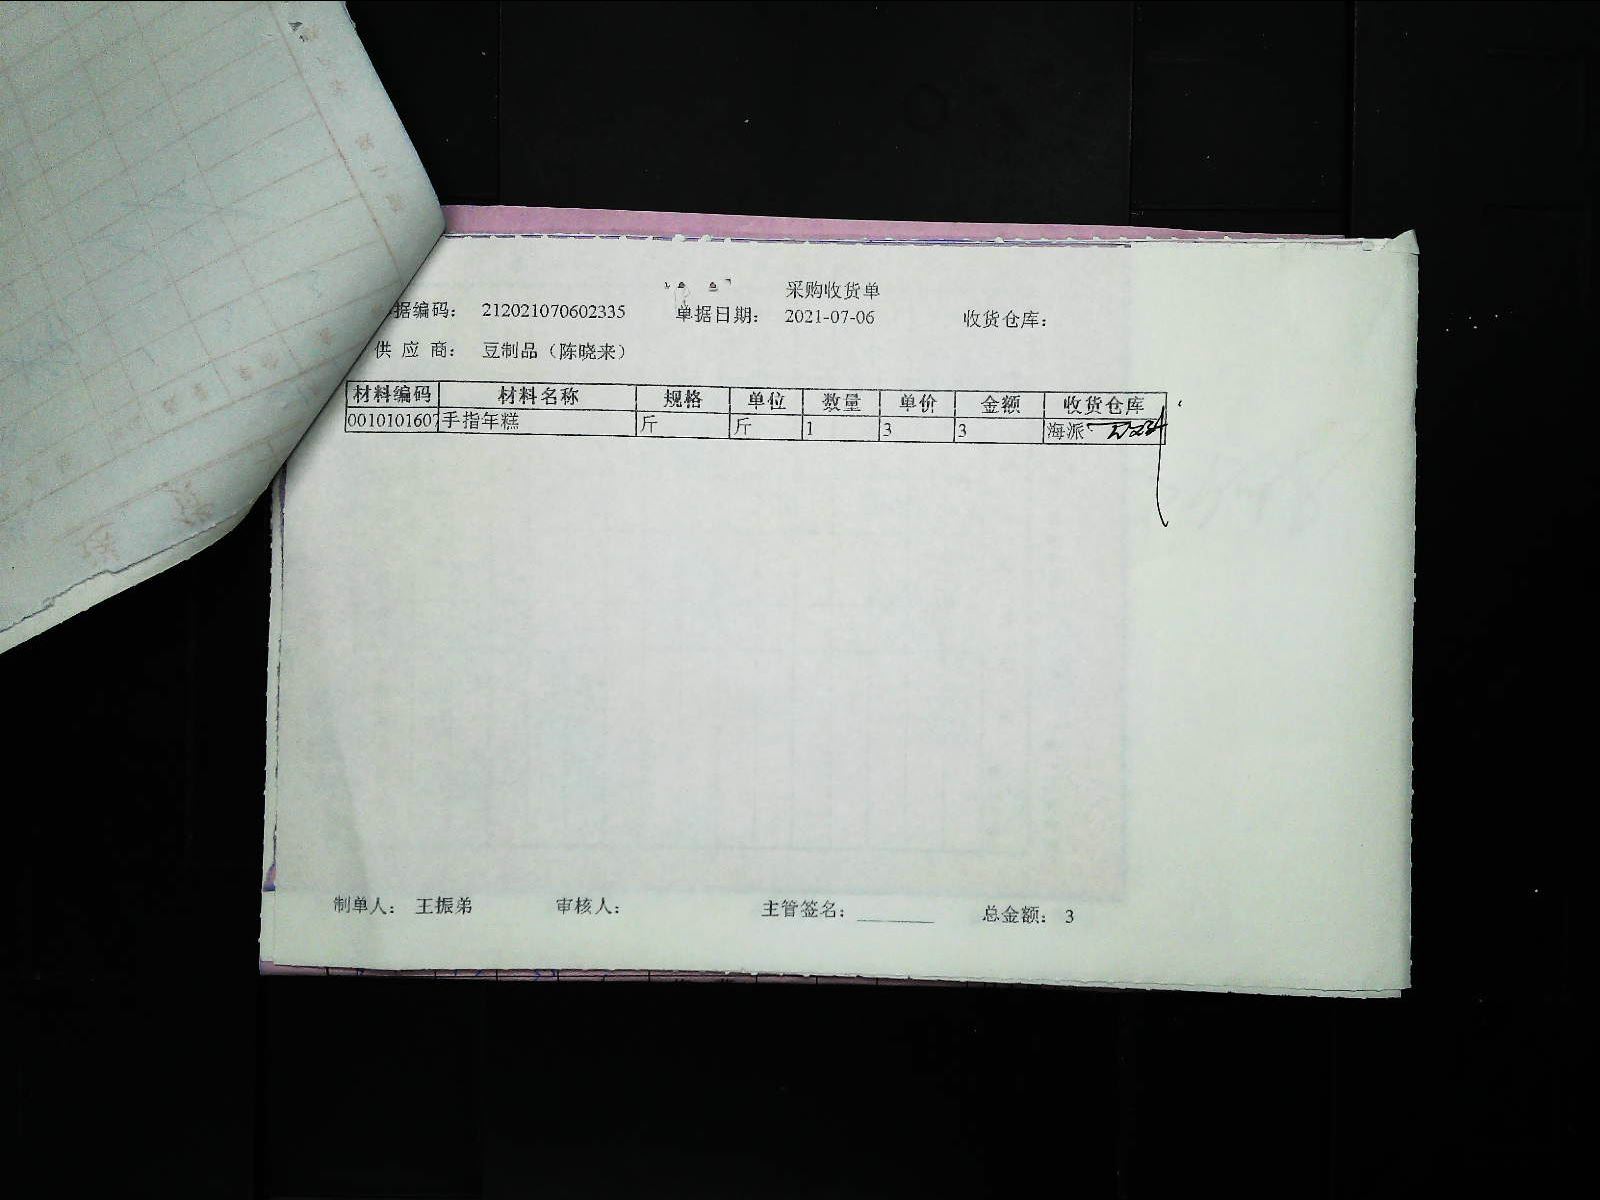 采购收货单
据编码： 212021070602335 单据日期： 2021-07-06 收货仓库：
供 应 商： 豆制品（陈晓来）
材料编码 材料名称 规格 单位 数量 单价 金额 收货仓库
0010101607 手指年糕 斤 斤 1 3 3 海派
制单人： 王振弟 审核人： 主管签名： 总金额： 3